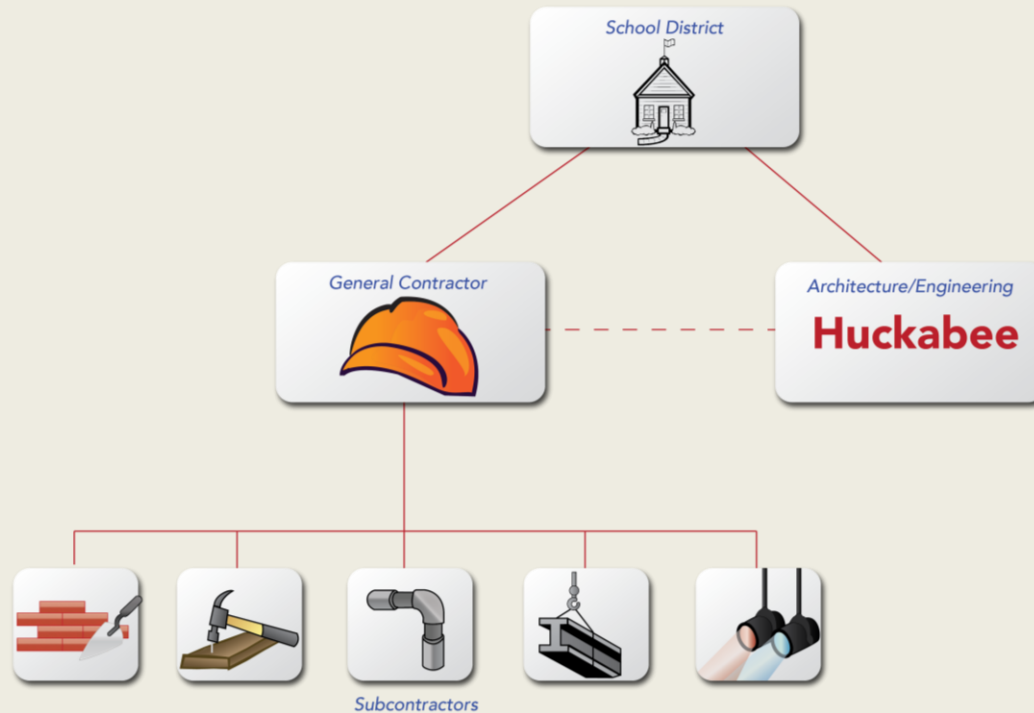 School District
General Contractor
Architecture/Engineering
Huckabee
Subcontractors